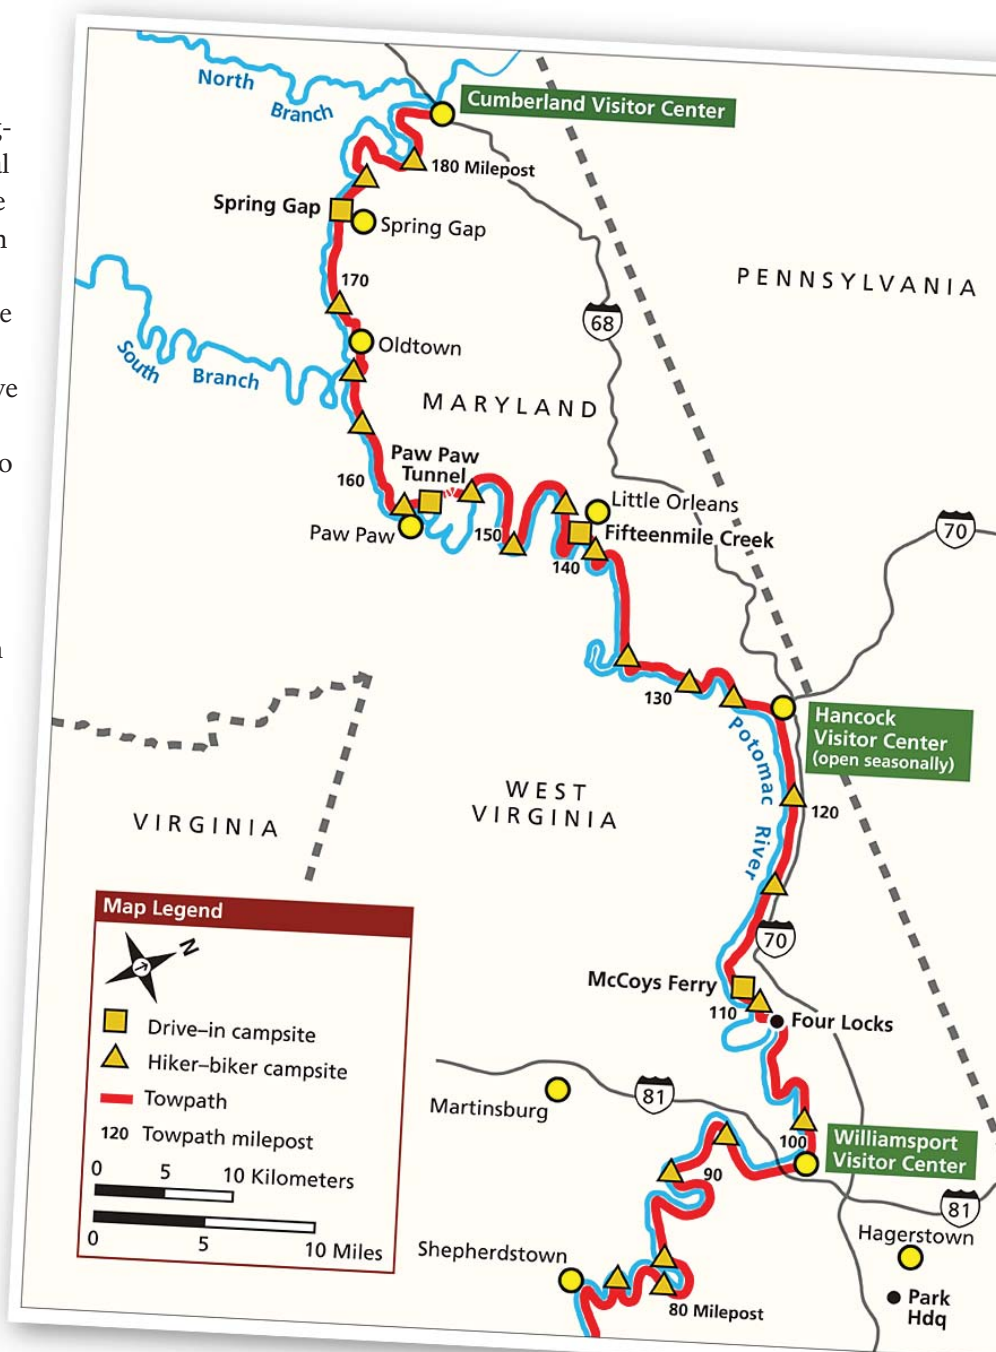 North
Branch
Cumberland Visitor Center
180 Milepost
Spring Gap
Spring Gap
PENNSYLVANIA
170
68
Oldtown
South
Branch
MARYLAND
Paw Paw
Tunnel
160
Little Orleans
Paw Paw
150
Fifteenmile Creek
70
140
130
Hancock
Visitor Center
(open seasonally)
Potomac
River
WEST
VIRGINIA
120
VIRGINIA
Map Legend
N
70
McCoys Ferry
110
Four Locks
Drive–in campsite
Hiker–biker campsite
Towpath
120 Towpath milepost
0 5 10 Kilometers
0 5 10 Miles
81
Martinsburg
100
Williamsport
Visitor Center
90
81
Hagerstown
Shepherdstown
Park
Hdq
80 Milepost